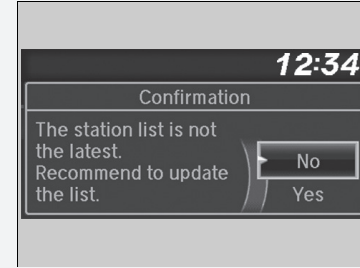 12:34
Confirmation
The station list is not
the latest.
Recommend to update
the list.
No
Yes